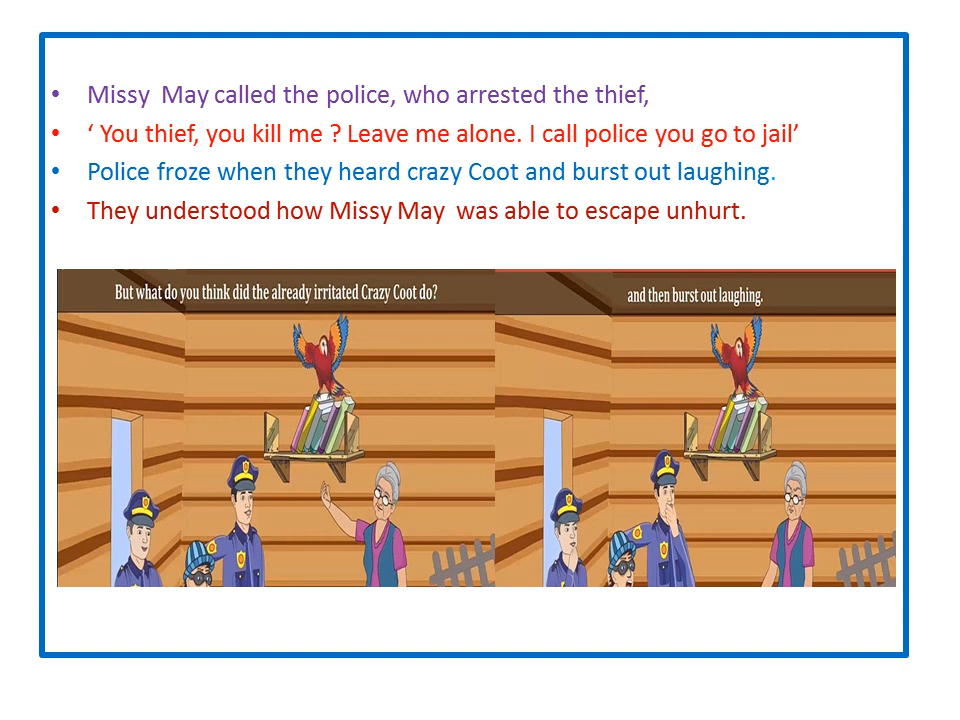 • Missy May called the police, who arrested the thief,
• ‘ You thief, you kill me ? Leave me alone. I call police you go to jail’
• Police froze when they heard crazy Coot and burst out laughing.
• They understood how Missy May was able to escape unhurt.
But what do you think did the already irritated Crazy Coot do?
and then burst out laughing.